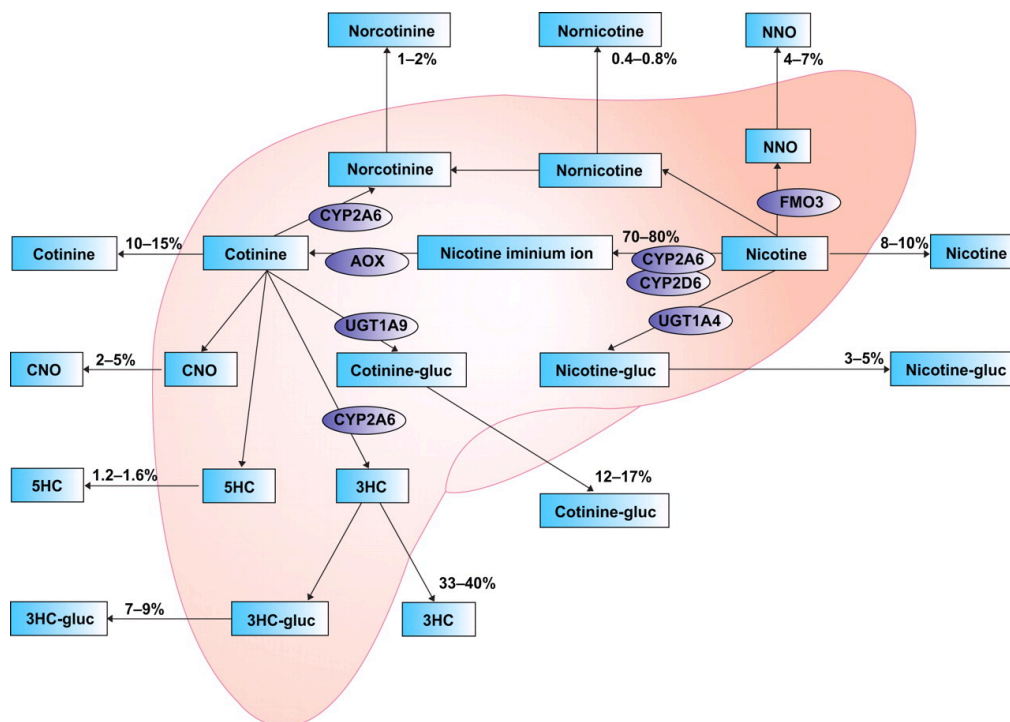 Norcotinine
Nornicotine
NNO
1–2%
0.4–0.8%
4–7%
NNO
Norcotinine
Nornicotine
FMO3
CYP2A6
70–80%
10–15%
8–10%
Cotinine
Cotinine
AOX
Nicotine iminium ion
CYP2A6
Nicotine
Nicotine
CYP2D6
UGT1A9
UGT1A4
2–5%
3–5%
CNO
CNO
Cotinine-gluc
Nicotine-gluc
Nicotine-gluc
CYP2A6
1.2–1.6%
12–17%
5HC
5HC
3HC
Cotinine-gluc
33–40%
7–9%
3HC-gluc
3HC-gluc
3HC